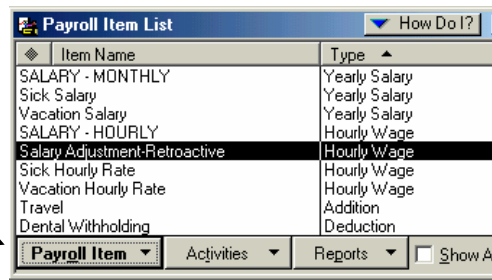 Payroll Item List How Do I?
Item Name Type
SALARY - MONTHLY Yearly Salary
Sick Salary Yearly Salary
Vacation Salary Yearly Salary
SALARY - HOURLY Hourly Wage
Salary Adjustment-Retroactive Hourly Wage
Sick Hourly Rate Hourly Wage
Vacation Hourly Rate Hourly Wage
Travel Addition
Dental Withholding Deduction
Payroll Item Activities Reports Show A